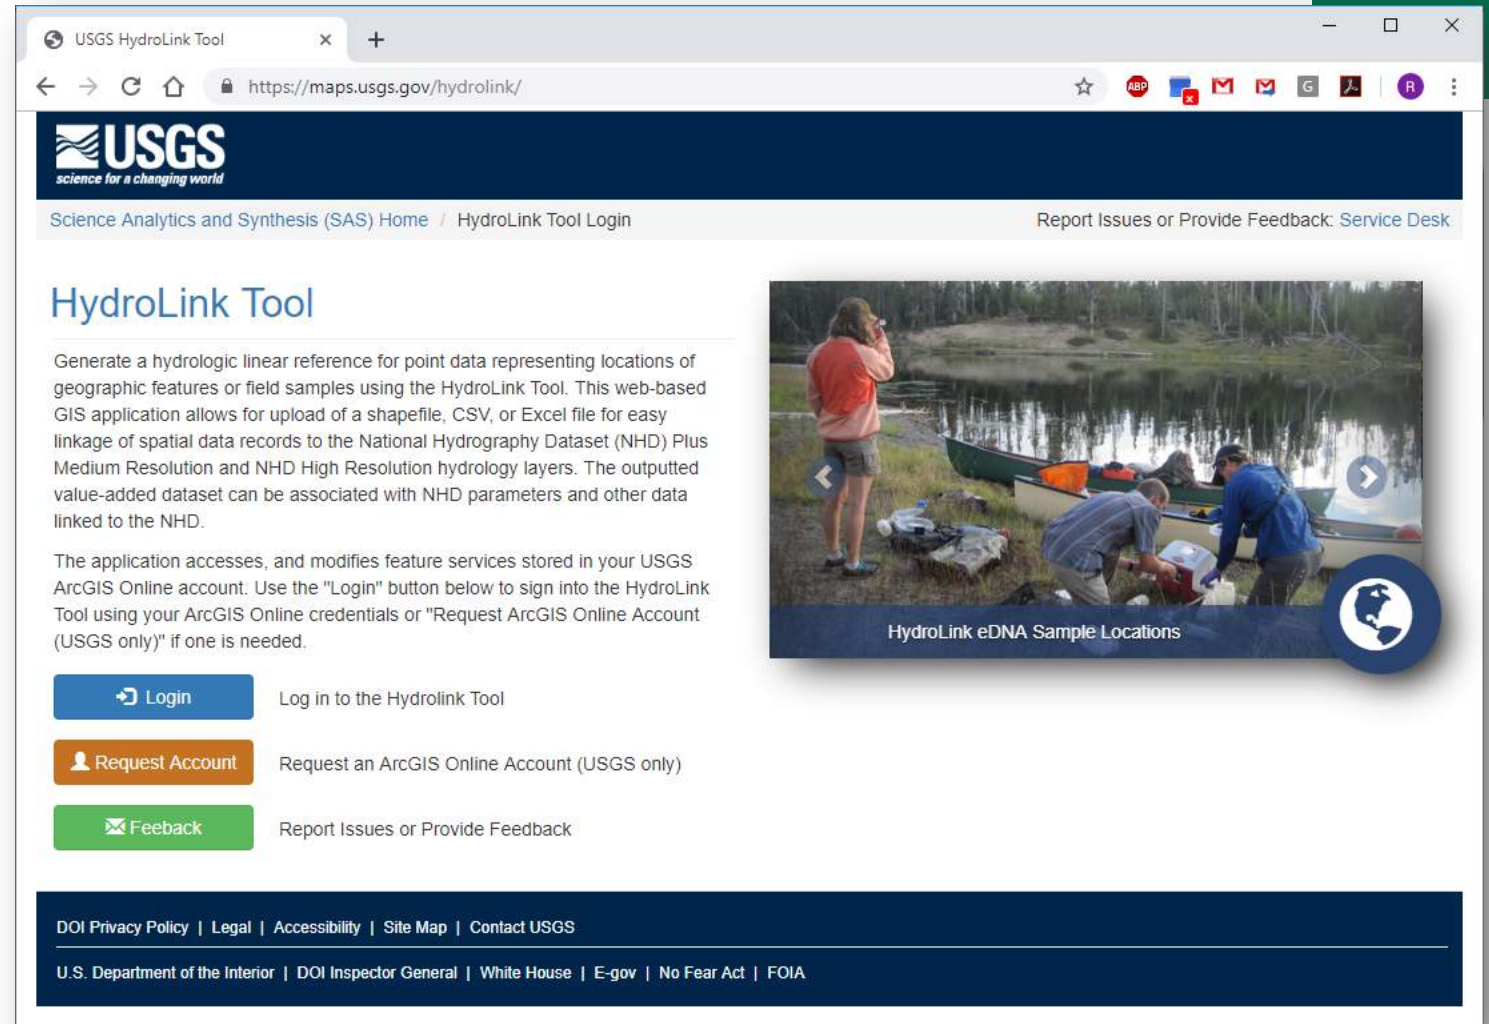 USGS HydroLink Tool
https://maps.usgs.gov/hydrolink/
ABP
G
R
USGS
science for a changing world
Science Analytics and Synthesis (SAS) Home / HydroLink Tool Login
Report Issues or Provide Feedback: Service Desk
HydroLink Tool
Generate a hydrologic linear reference for point data representing locations of
geographic features or field samples using the HydroLink Tool. This web-based
GIS application allows for upload of a shapefile, CSV, or Excel file for easy
linkage of spatial data records to the National Hydrography Dataset (NHD) Plus
Medium Resolution and NHD High Resolution hydrology layers. The outputted
value-added dataset can be associated with NHD parameters and other data
linked to the NHD.
The application accesses, and modifies feature services stored in your USGS
ArcGIS Online account. Use the "Login" button below to sign into the HydroLink
Tool using your ArcGIS Online credentials or "Request ArcGIS Online Account
(USGS only)" if one is needed.
HydroLink eDNA Sample Locations
Login
Log in to the Hydrolink Tool
Request Account
Request an ArcGIS Online Account (USGS only)
Feeback
Report Issues or Provide Feedback
DOI Privacy Policy | Legal | Accessibility | Site Map | Contact USGS
U.S. Department of the Interior | DOI Inspector General | White House | E-gov | No Fear Act | FOIA